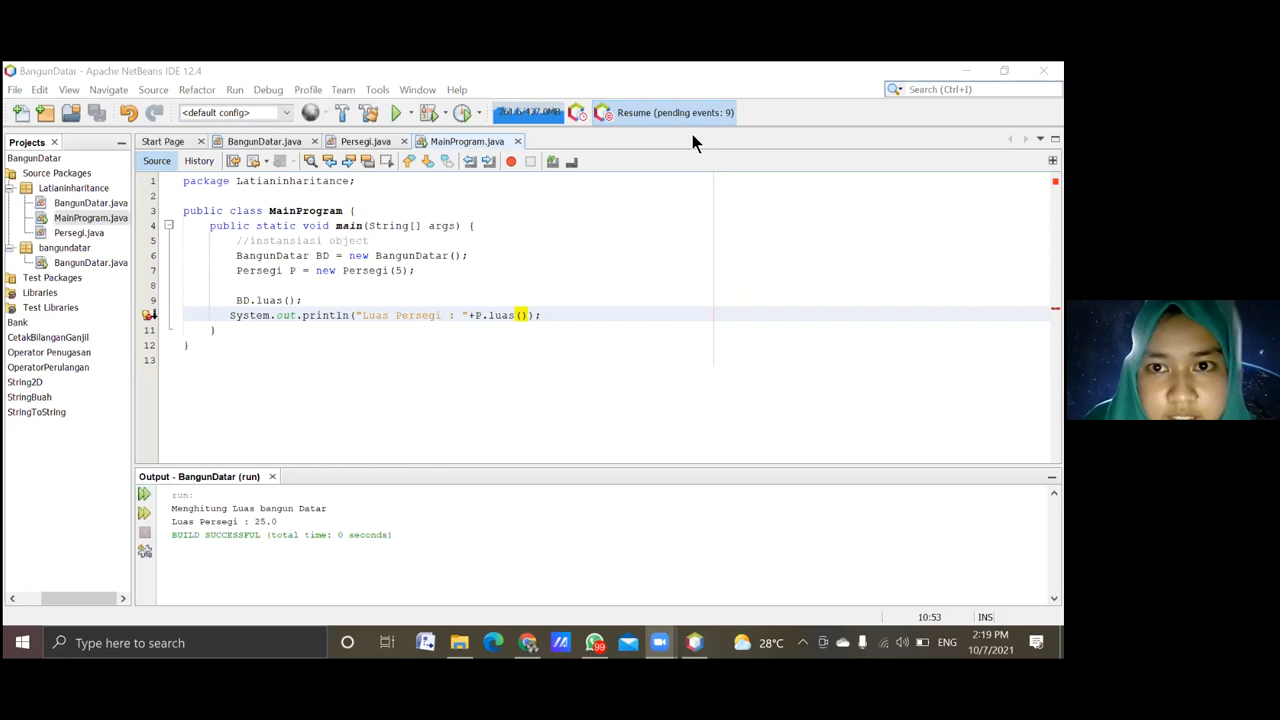 BangunDatar - Apache NetBeans IDE 12.4
File Edit View Navigate Source Refactor Run Debug Profile Team Tools Window Help
Search (Ctrl+I)
<default config>
261.6/437.0MB
Resume (pending events: 9)
Projects
Start Page
BangunDatar.java
Persegi.java
MainProgram.java
Source
History
BangunDatar
Source Packages
Latianinharitance
BangunDatar.java
MainProgram.java
Persegi.java
bangundatar
BangunDatar.java
Test Packages
Libraries
Test Libraries
Bank
CetakBilanganGanjil
Operator Penugasan
OperatorPerulangan
String2D
StringBuah
StringToString
1 package Latianinharitance;
2
3 public class MainProgram {
4 public static void main(String[] args) {
5 //instansiasi object
6 BangunDatar BD = new BangunDatar();
7 Persegi P = new Persegi(5);
8
9 BD.luas();
System.out.println("Luas Persegi : "+P.luas());
11 }
12 }
13
Output - BangunDatar (run)
run:
Menghitung Luas bangun Datar
Luas Persegi : 25.0
BUILD SUCCESSFUL (total time: 0 seconds)
10:53
INS
Type here to search
99
28°C
ENG
2:19 PM
10/7/2021